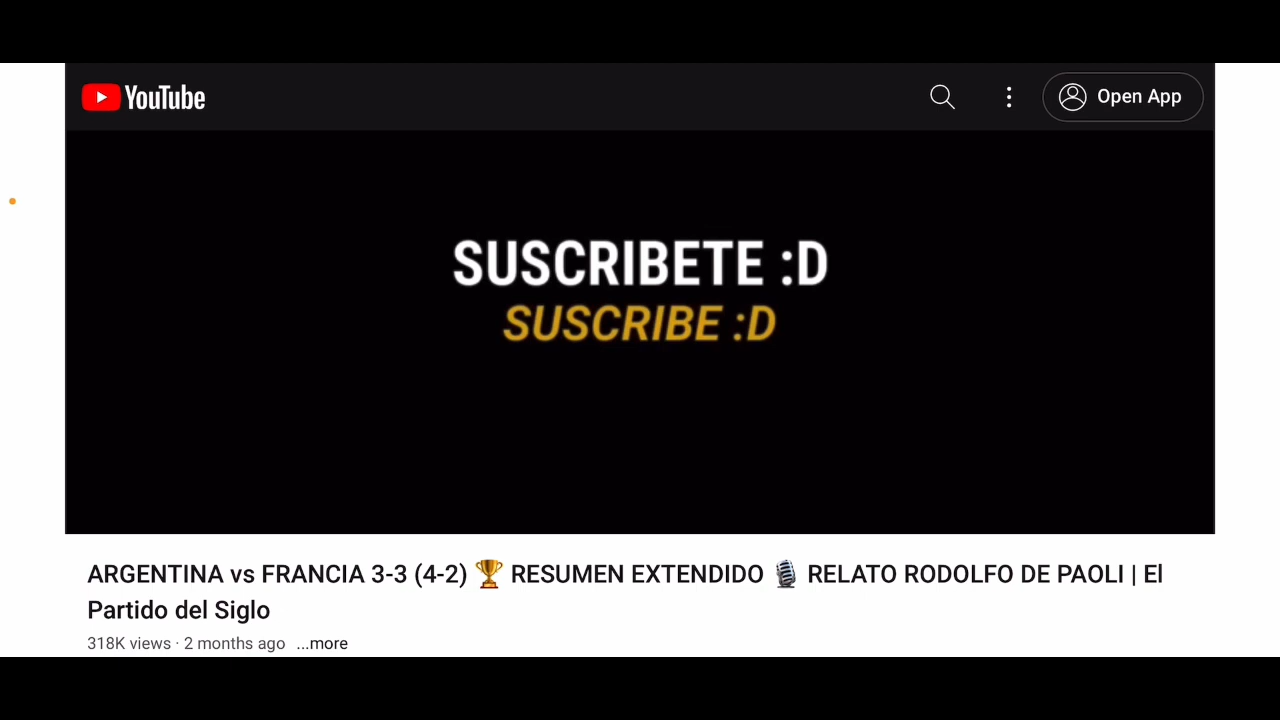 YouTube
Open App
SUSCRIBETE :D
SUSCRIBE :D
ARGENTINA vs FRANCIA 3-3 (4-2) 🏆 RESUMEN EXTENDIDO 🎙️ RELATO RODOLFO DE PAOLI | El
Partido del Siglo
318K views · 2 months ago ...more